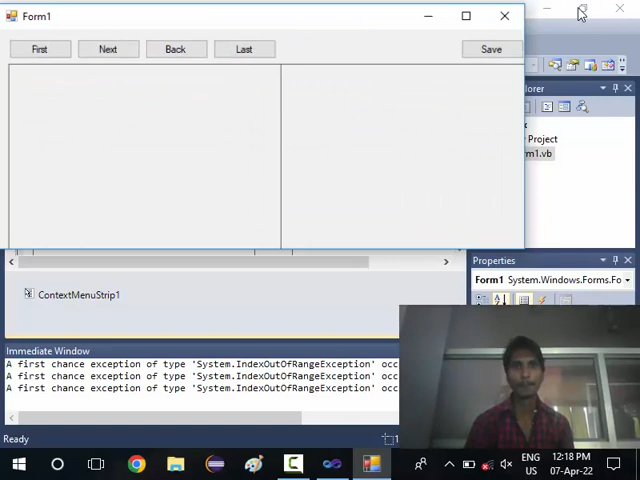 Form1
First Next Back Last Save
plorer
x
Project
rm1.vb
Properties
Form1 System.Windows.Forms.Fo
ContextMenuStrip1
Immediate Window
A first chance exception of type 'System.IndexOutOfRangeException' occ
A first chance exception of type 'System.IndexOutOfRangeException' occ
A first chance exception of type 'System.IndexOutOfRangeException' occ
Ready
1
ENG
US
12:18 PM
07-Apr-22